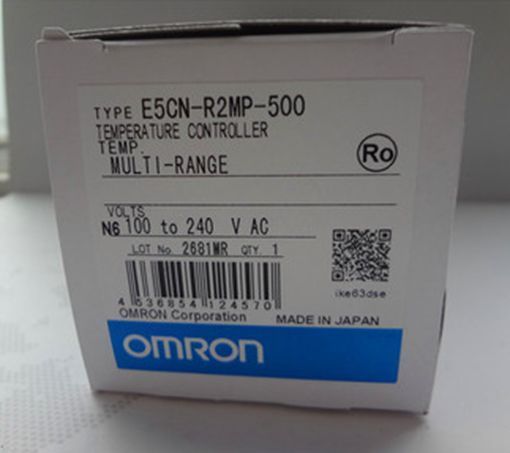 TYPE E5CN-R2MP-500
TEMPERATURE CONTROLLER
TEMP.
MULTI-RANGE
Ro
VOLTS
N6 100 to 240 V AC
LOT No. 2681MR QTY. 1
4 536854 124570
ike63dse
OMRON Corporation MADE IN JAPAN
OMRON